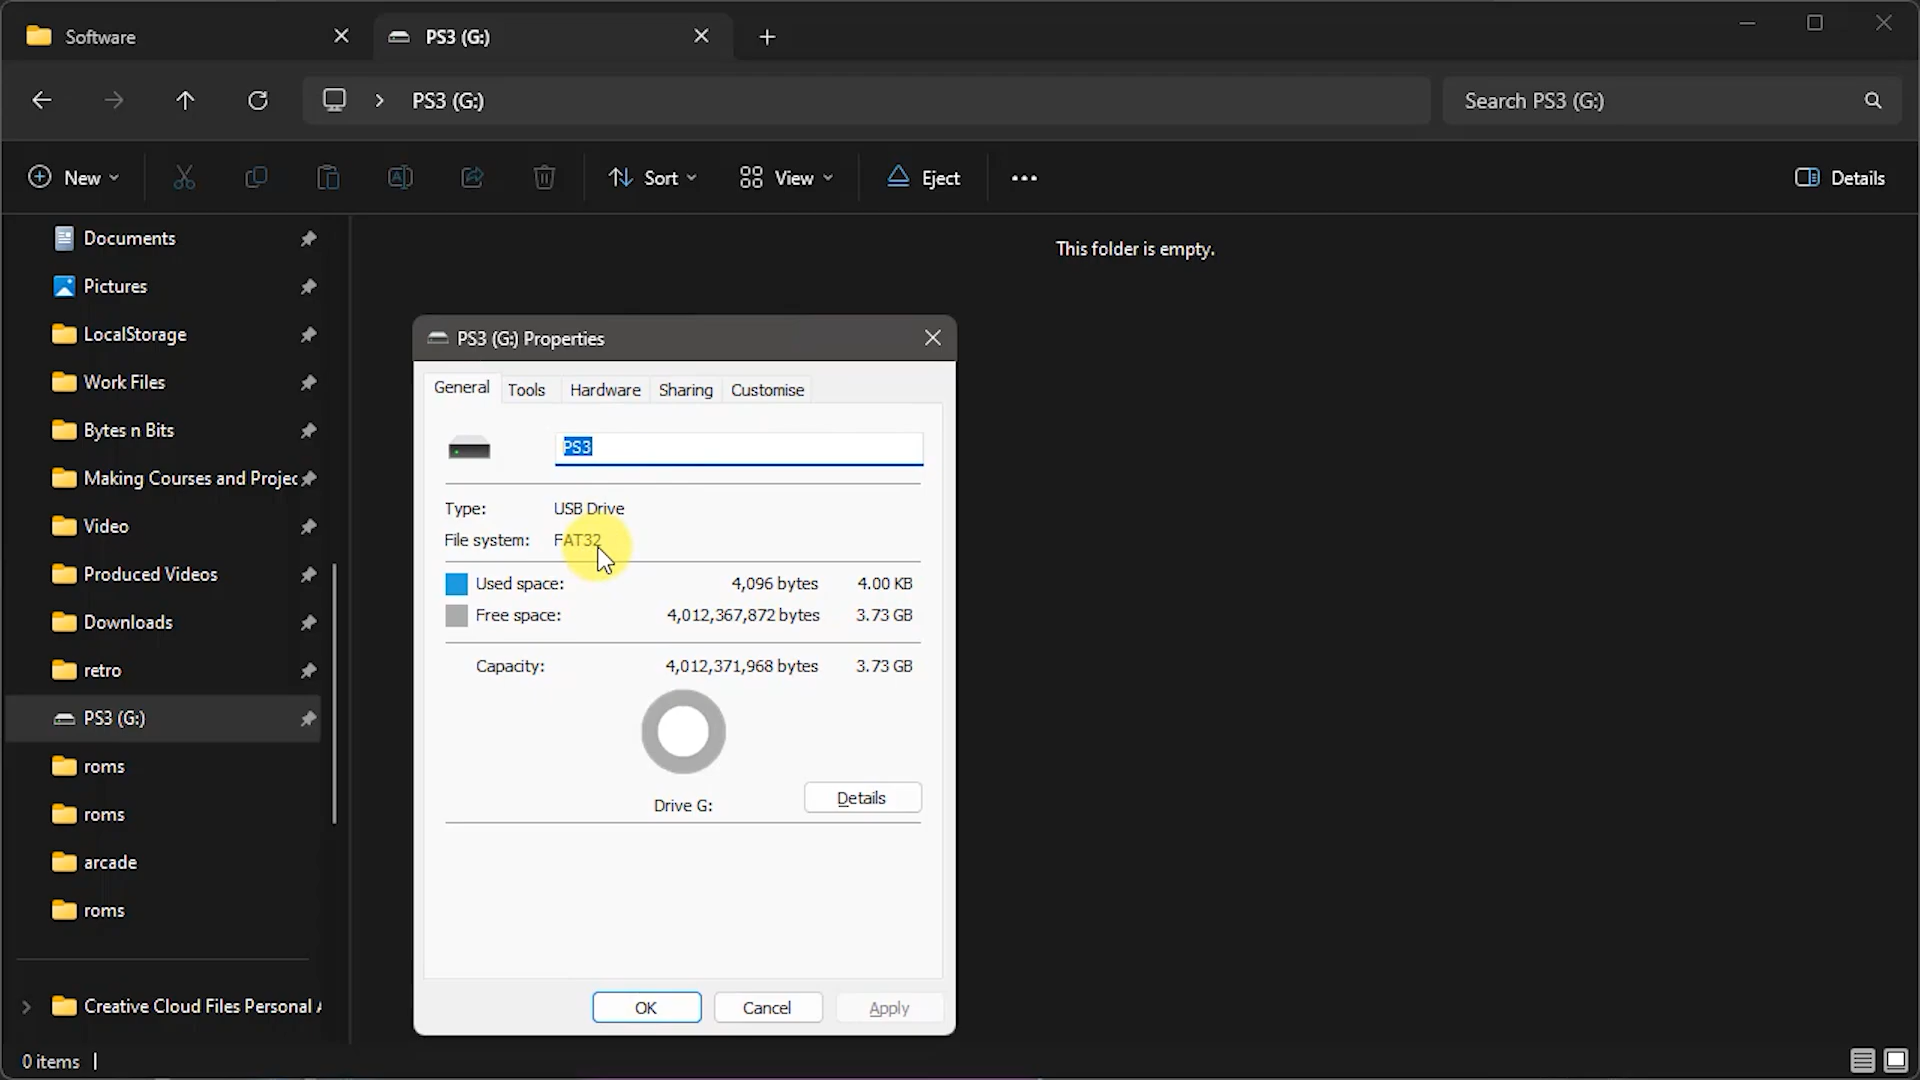 Software
PS3 (G:)
PS3 (G:)
Search PS3 (G:)
New
Sort
View
Eject
Details
Documents
Pictures
LocalStorage
Work Files
Bytes n Bits
Making Courses and Projec
Video
Produced Videos
Downloads
retro
PS3 (G:)
roms
roms
arcade
roms
Creative Cloud Files Personal
0 items
This folder is empty.
PS3 (G:) Properties
General Tools Hardware Sharing Customise
PS3
Type: USB Drive
File system: FAT32
Used space: 4,096 bytes 4.00 KB
Free space: 4,012,367,872 bytes 3.73 GB
Capacity: 4,012,371,968 bytes 3.73 GB
Drive G:
Details
OK Cancel Apply